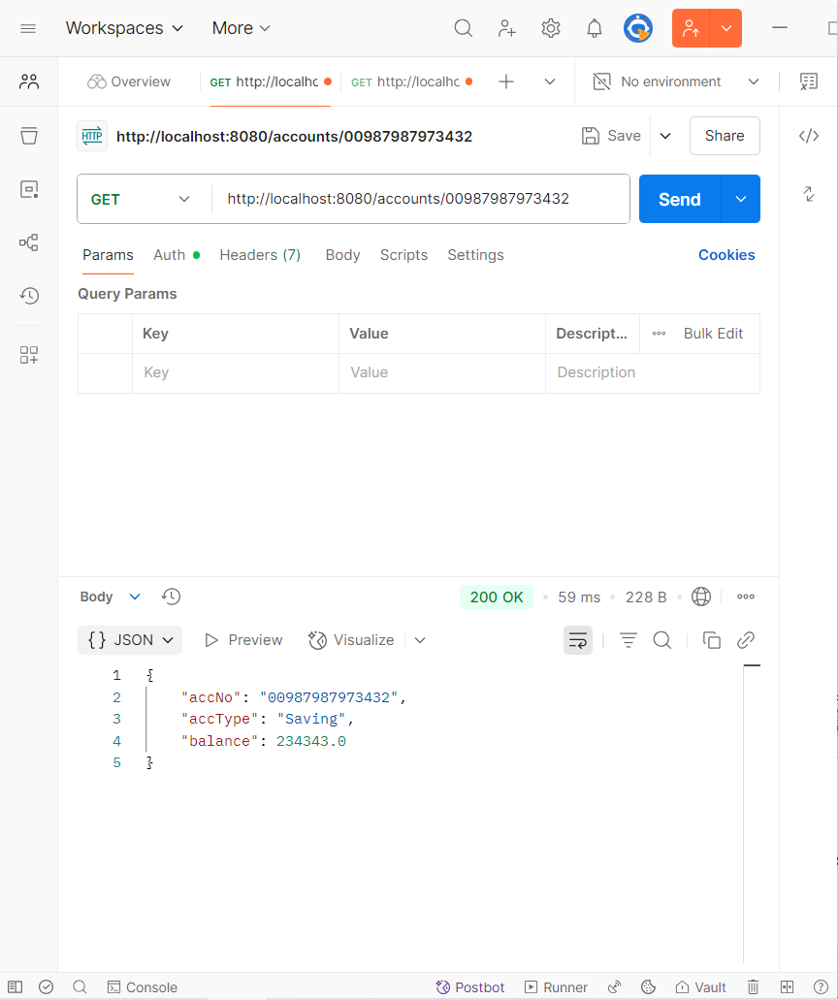 Workspaces More
Overview GET http://localhc GET http://localhc No environment
HTTP http://localhost:8080/accounts/00987987973432 Save Share
GET http://localhost:8080/accounts/00987987973432 Send
Params Auth Headers (7) Body Scripts Settings Cookies
Query Params
Key Value Descript... Bulk Edit
Key Value Description
Body 200 OK 59 ms 228 B
{} JSON Preview Visualize
1 {
2 "accNo": "00987987973432",
3 "accType": "Saving",
4 "balance": 234343.0
5 }
Console Postbot Runner Vault